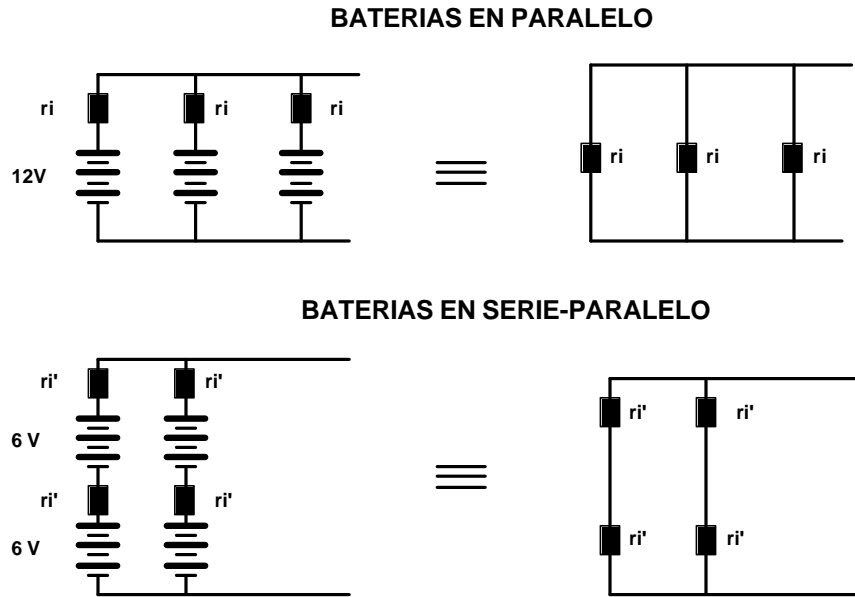 BATERIAS EN PARALELO
ri ri ri
12V
ri ri ri
BATERIAS EN SERIE-PARALELO
ri' ri'
6 V
ri' ri'
6 V
ri' ri'
ri' ri'